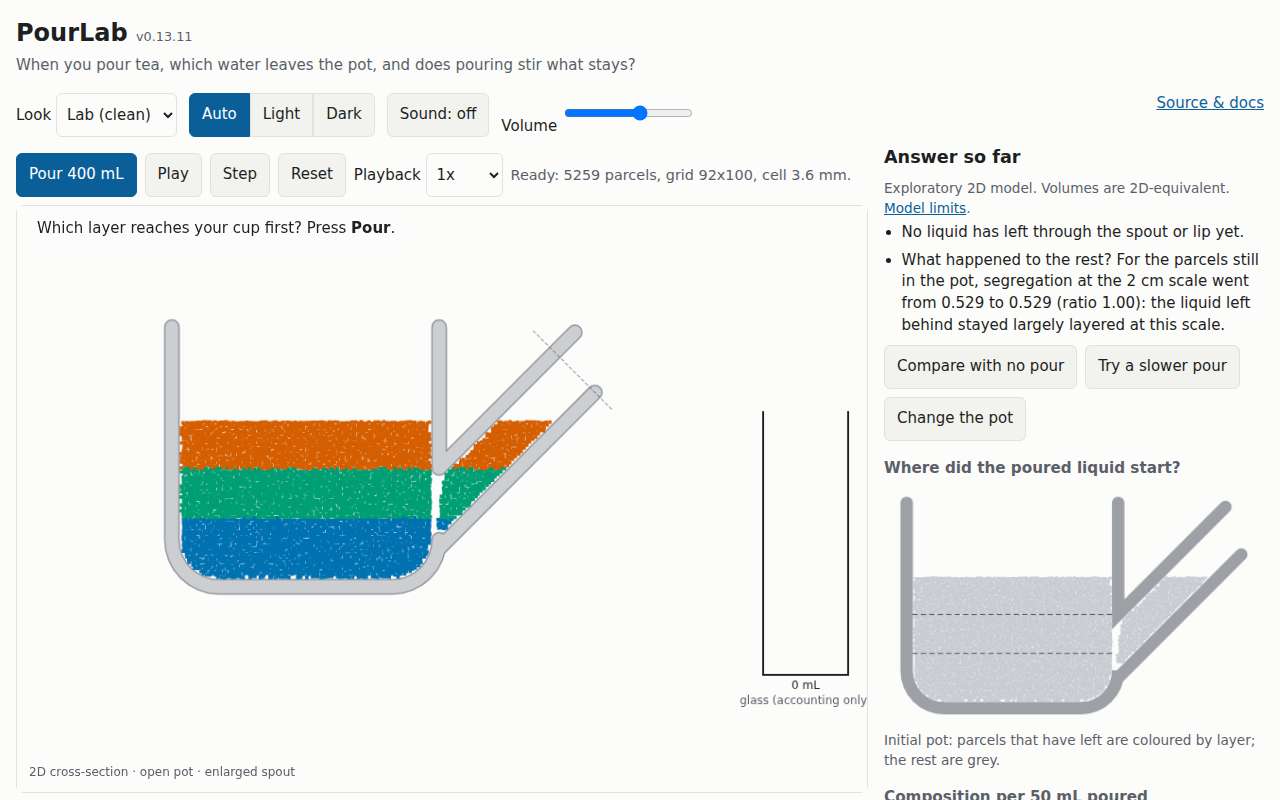 PourLab v0.13.11
When you pour tea, which water leaves the pot, and does pouring stir what stays?
Look Lab (clean) Auto Light Dark Sound: off Volume
Source & docs
Pour 400 mL Play Step Reset Playback 1x Ready: 5259 parcels, grid 92x100, cell 3.6 mm.
Which layer reaches your cup first? Press Pour.
0 mL
glass (accounting only
2D cross-section · open pot · enlarged spout
Answer so far
Exploratory 2D model. Volumes are 2D-equivalent.
Model limits.
No liquid has left through the spout or lip yet.
What happened to the rest? For the parcels still
in the pot, segregation at the 2 cm scale went
from 0.529 to 0.529 (ratio 1.00): the liquid left
behind stayed largely layered at this scale.
Compare with no pour Try a slower pour
Change the pot
Where did the poured liquid start?
Initial pot: parcels that have left are coloured by layer;
the rest are grey.
Composition per 50 mL poured